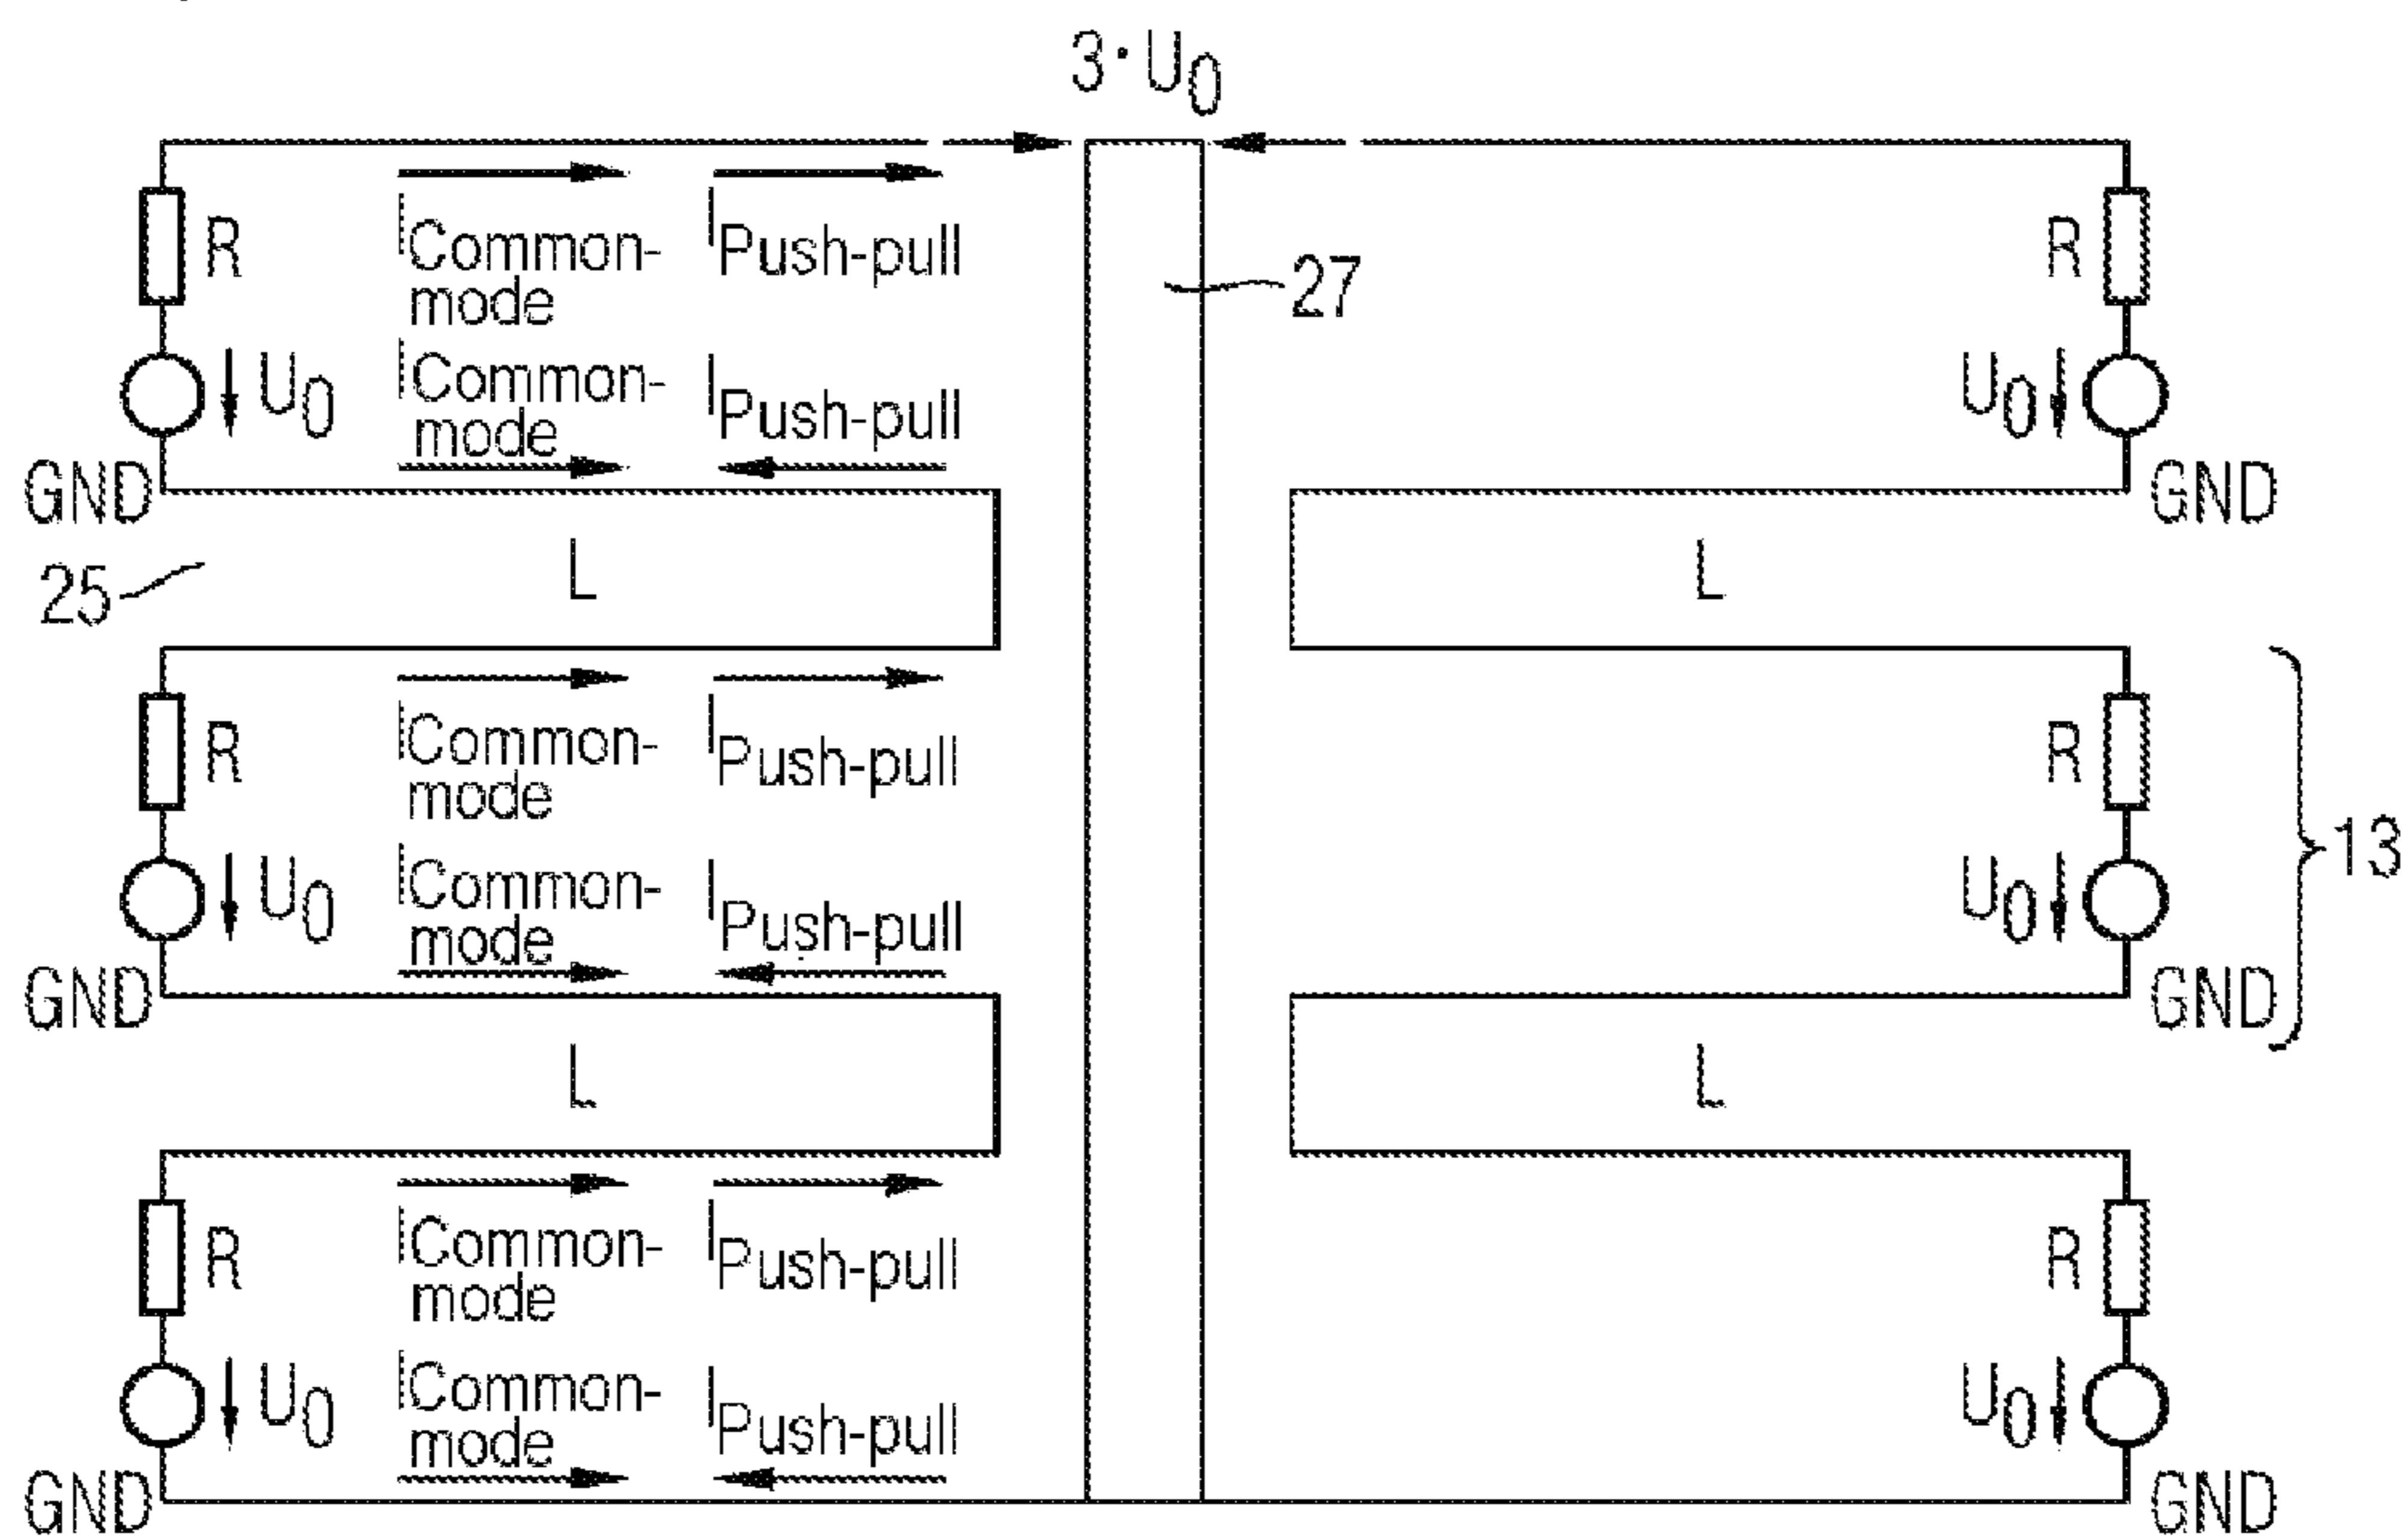 3·U0
R
ICommon-
mode
IPush-pull
27
R
U0
ICommon-
mode
IPush-pull
U0
GND
GND
25
L
L
R
ICommon-
mode
IPush-pull
R
13
U0
ICommon-
mode
IPush-pull
U0
GND
GND
L
L
R
ICommon-
mode
IPush-pull
R
U0
ICommon-
mode
IPush-pull
U0
GND
GND